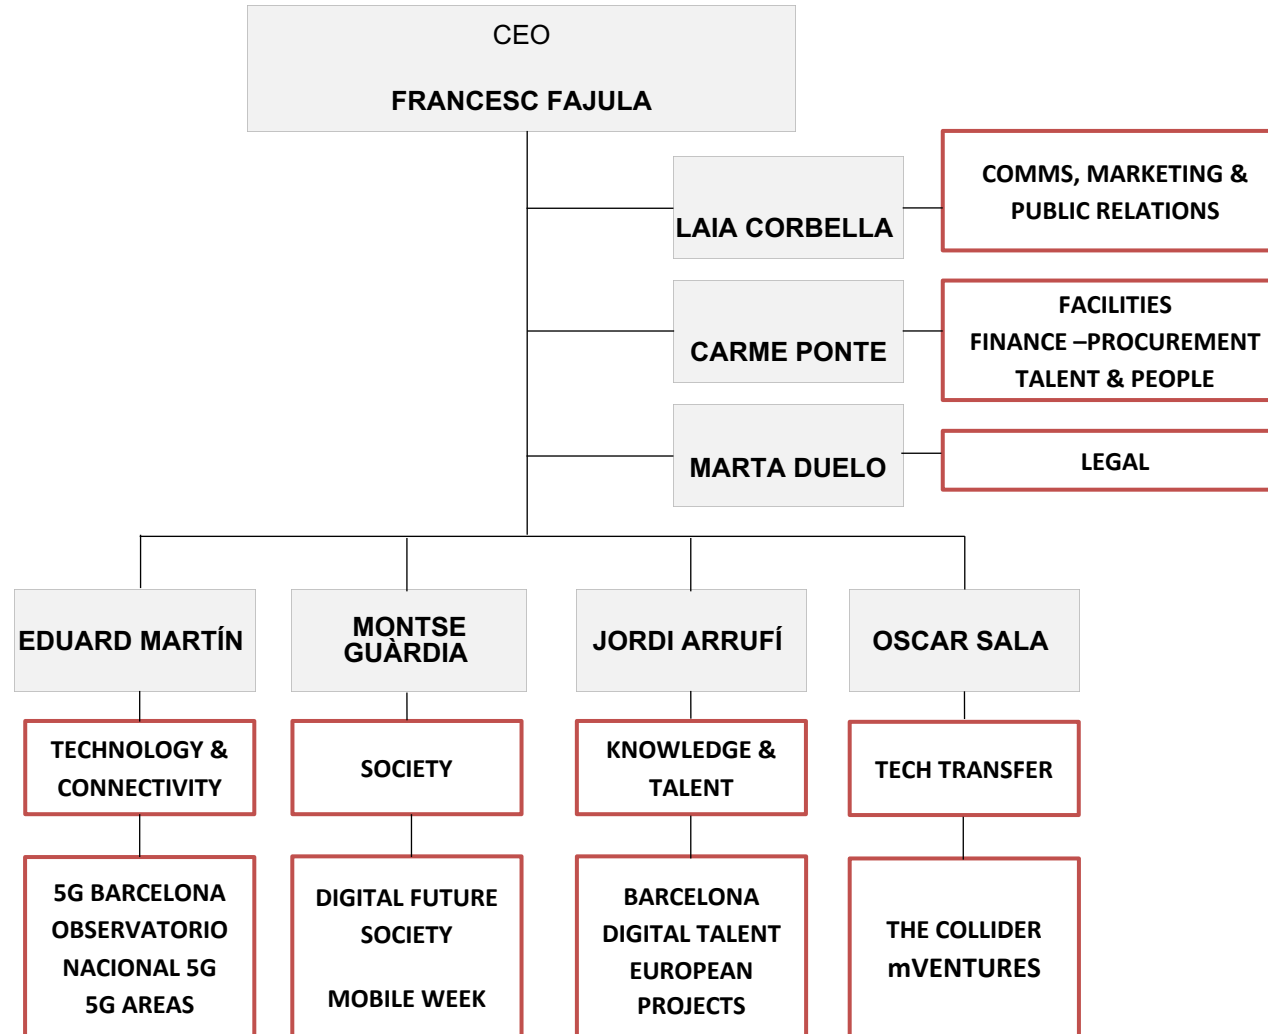 CEO
FRANCESC FAJULA
LAIA CORBELLA
COMMS, MARKETING &
PUBLIC RELATIONS
CARME PONTE
FACILITIES
FINANCE –PROCUREMENT
TALENT & PEOPLE
MARTA DUELO
LEGAL
EDUARD MARTÍN
MONTSE
GUÀRDIA
JORDI ARRUFÍ
OSCAR SALA
TECHNOLOGY &
CONNECTIVITY
SOCIETY
KNOWLEDGE &
TALENT
TECH TRANSFER
5G BARCELONA
OBSERVATORIO
NACIONAL 5G
5G AREAS
DIGITAL FUTURE
SOCIETY
MOBILE WEEK
BARCELONA
DIGITAL TALENT
EUROPEAN
PROJECTS
THE COLLIDER
mVENTURES